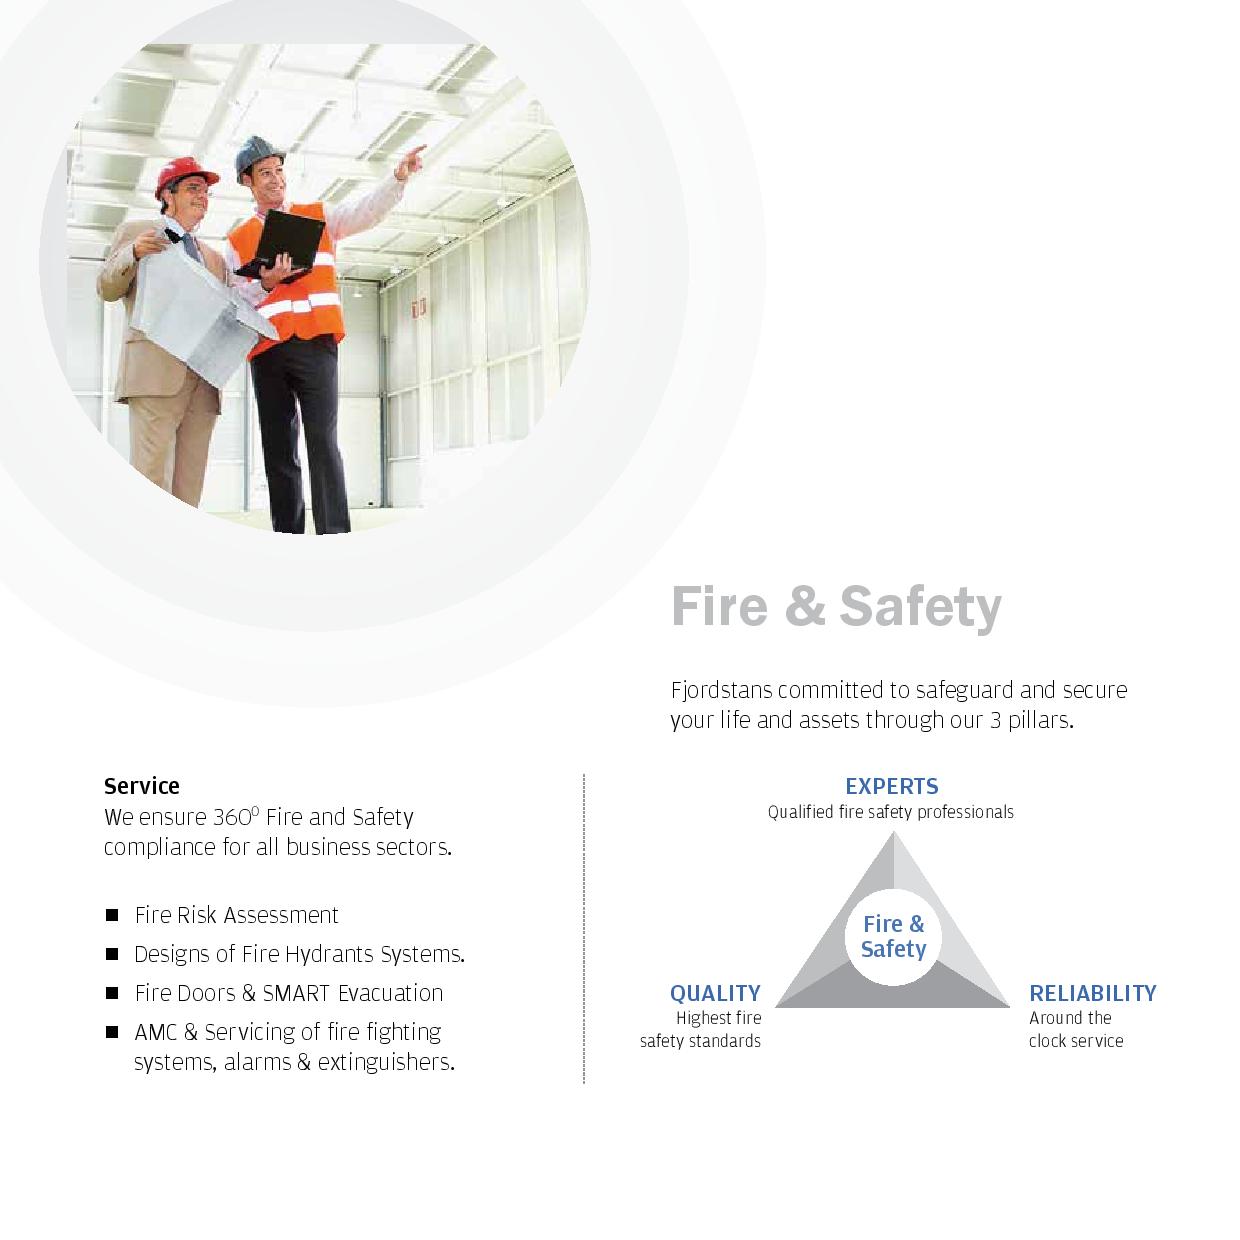 Fire & Safety
Fjordstans committed to safeguard and secure
your life and assets through our 3 pillars.
Service
We ensure 360⁰ Fire and Safety
compliance for all business sectors.
■ Fire Risk Assessment
■ Designs of Fire Hydrants Systems.
■ Fire Doors & SMART Evacuation
■ AMC & Servicing of fire fighting
systems, alarms & extinguishers.
EXPERTS
Qualified fire safety professionals
Fire &
Safety
QUALITY
Highest fire
safety standards
RELIABILITY
Around the
clock service